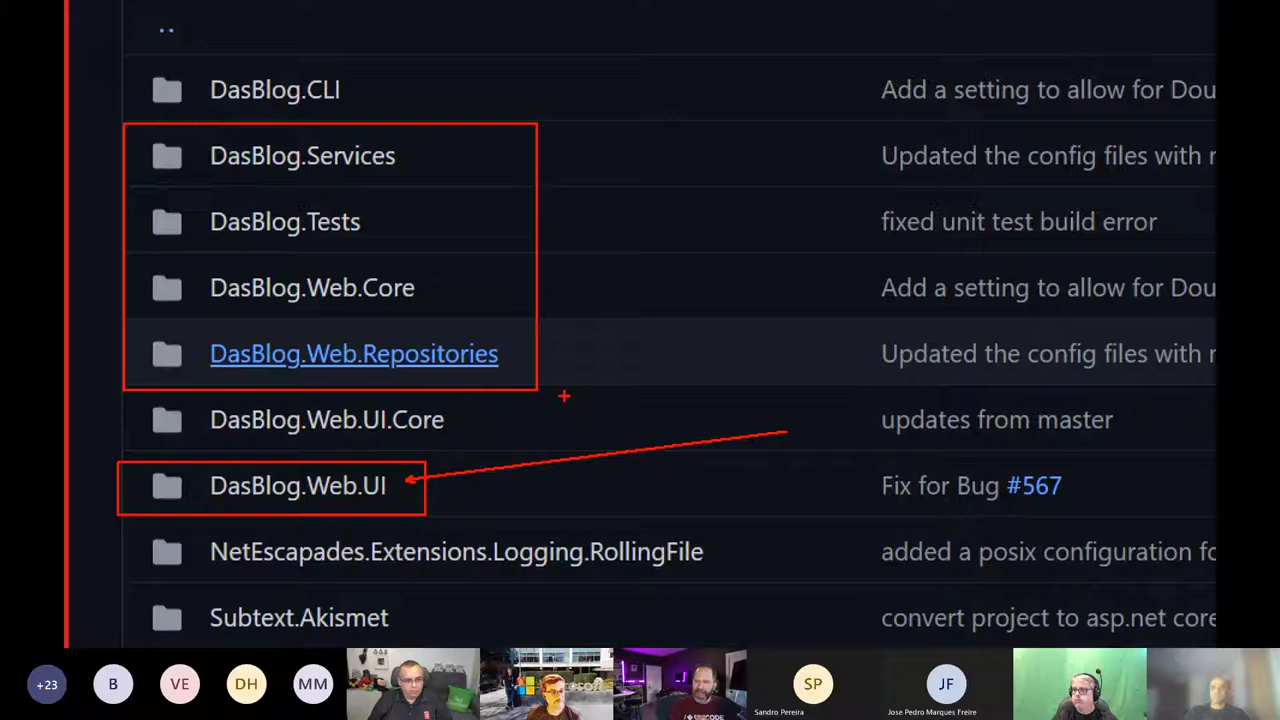 ..
DasBlog.CLI Add a setting to allow for Dou
DasBlog.Services Updated the config files with r
DasBlog.Tests fixed unit test build error
DasBlog.Web.Core Add a setting to allow for Dou
DasBlog.Web.Repositories Updated the config files with r
DasBlog.Web.UI.Core updates from master
DasBlog.Web.UI Fix for Bug #567
NetEscapades.Extensions.Logging.RollingFile added a posix configuration fo
Subtext.Akismet convert project to asp.net core
+23 B VE DH MM SP JF
Sandro Pereira Jose Pedro Marques Freire